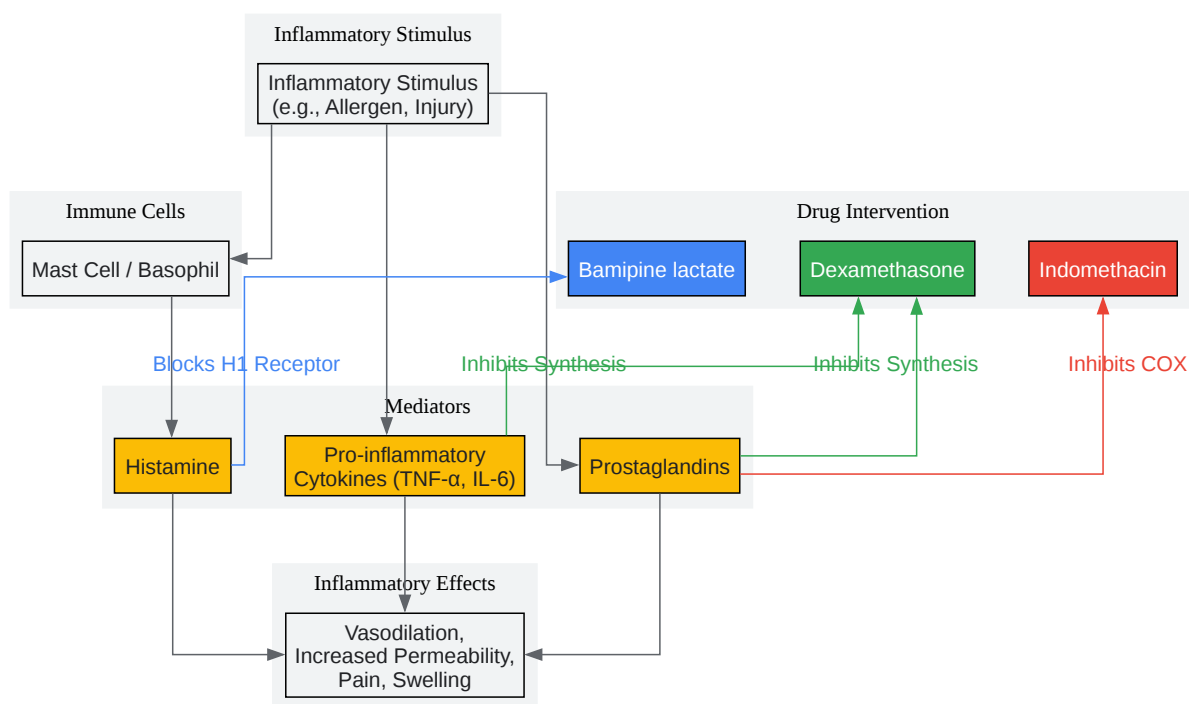 Inflammatory Stimulus
Inflammatory Stimulus
(e.g., Allergen, Injury)
Immune Cells
Drug Intervention
Mast Cell / Basophil
Bamipine lactate
Dexamethasone
Indomethacin
Blocks H1 Receptor
Inhibits Synthesis
Inhibits Synthesis
Inhibits COX
Mediators
Histamine
Pro-inflammatory
Cytokines (TNF-α, IL-6)
Prostaglandins
Inflammatory Effects
Vasodilation,
Increased Permeability,
Pain, Swelling